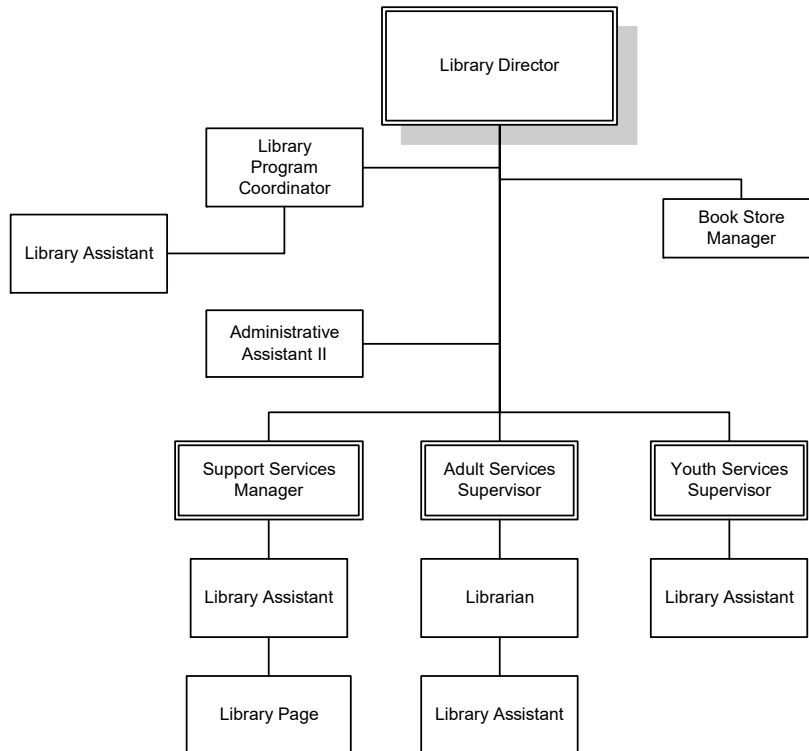 Library Director
Library
Program
Coordinator
Book Store
Manager
Library Assistant
Administrative
Assistant II
Support Services
Manager
Adult Services
Supervisor
Youth Services
Supervisor
Library Assistant
Librarian
Library Assistant
Library Page
Library Assistant